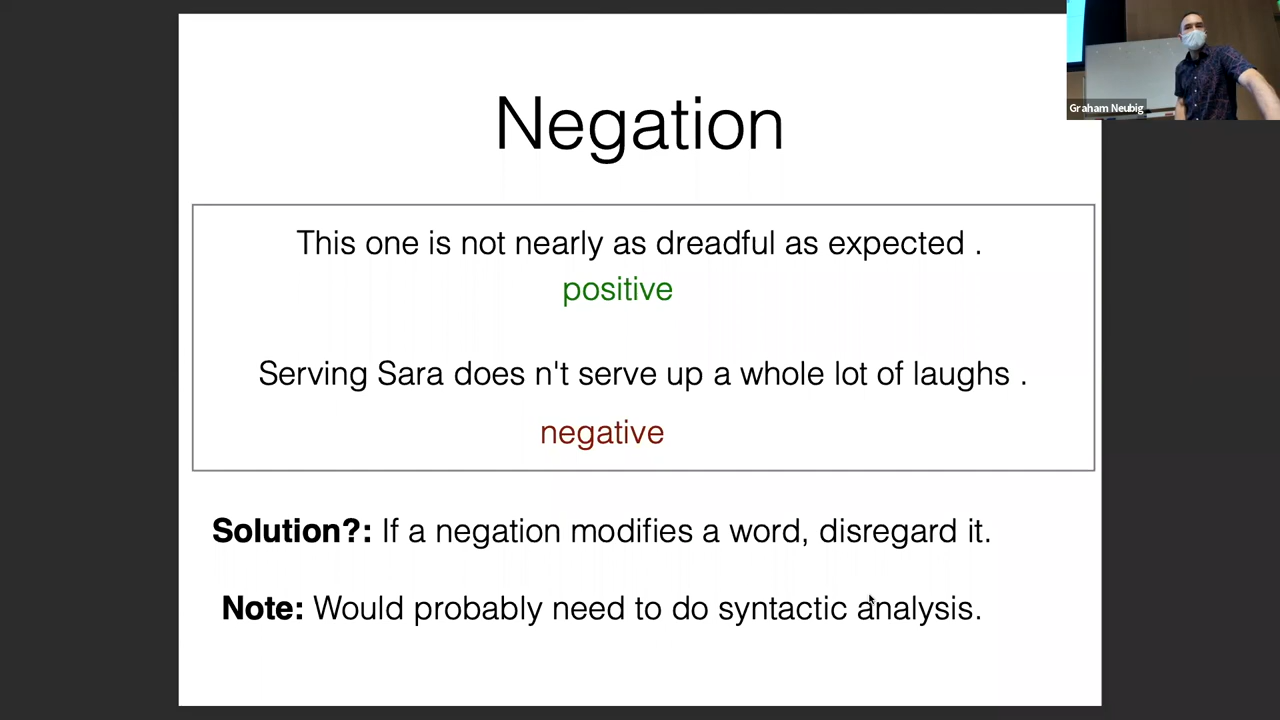 Negation
Graham Neubig
This one is not nearly as dreadful as expected .
positive
Serving Sara does n't serve up a whole lot of laughs .
negative
Solution?: If a negation modifies a word, disregard it.
Note: Would probably need to do syntactic analysis.